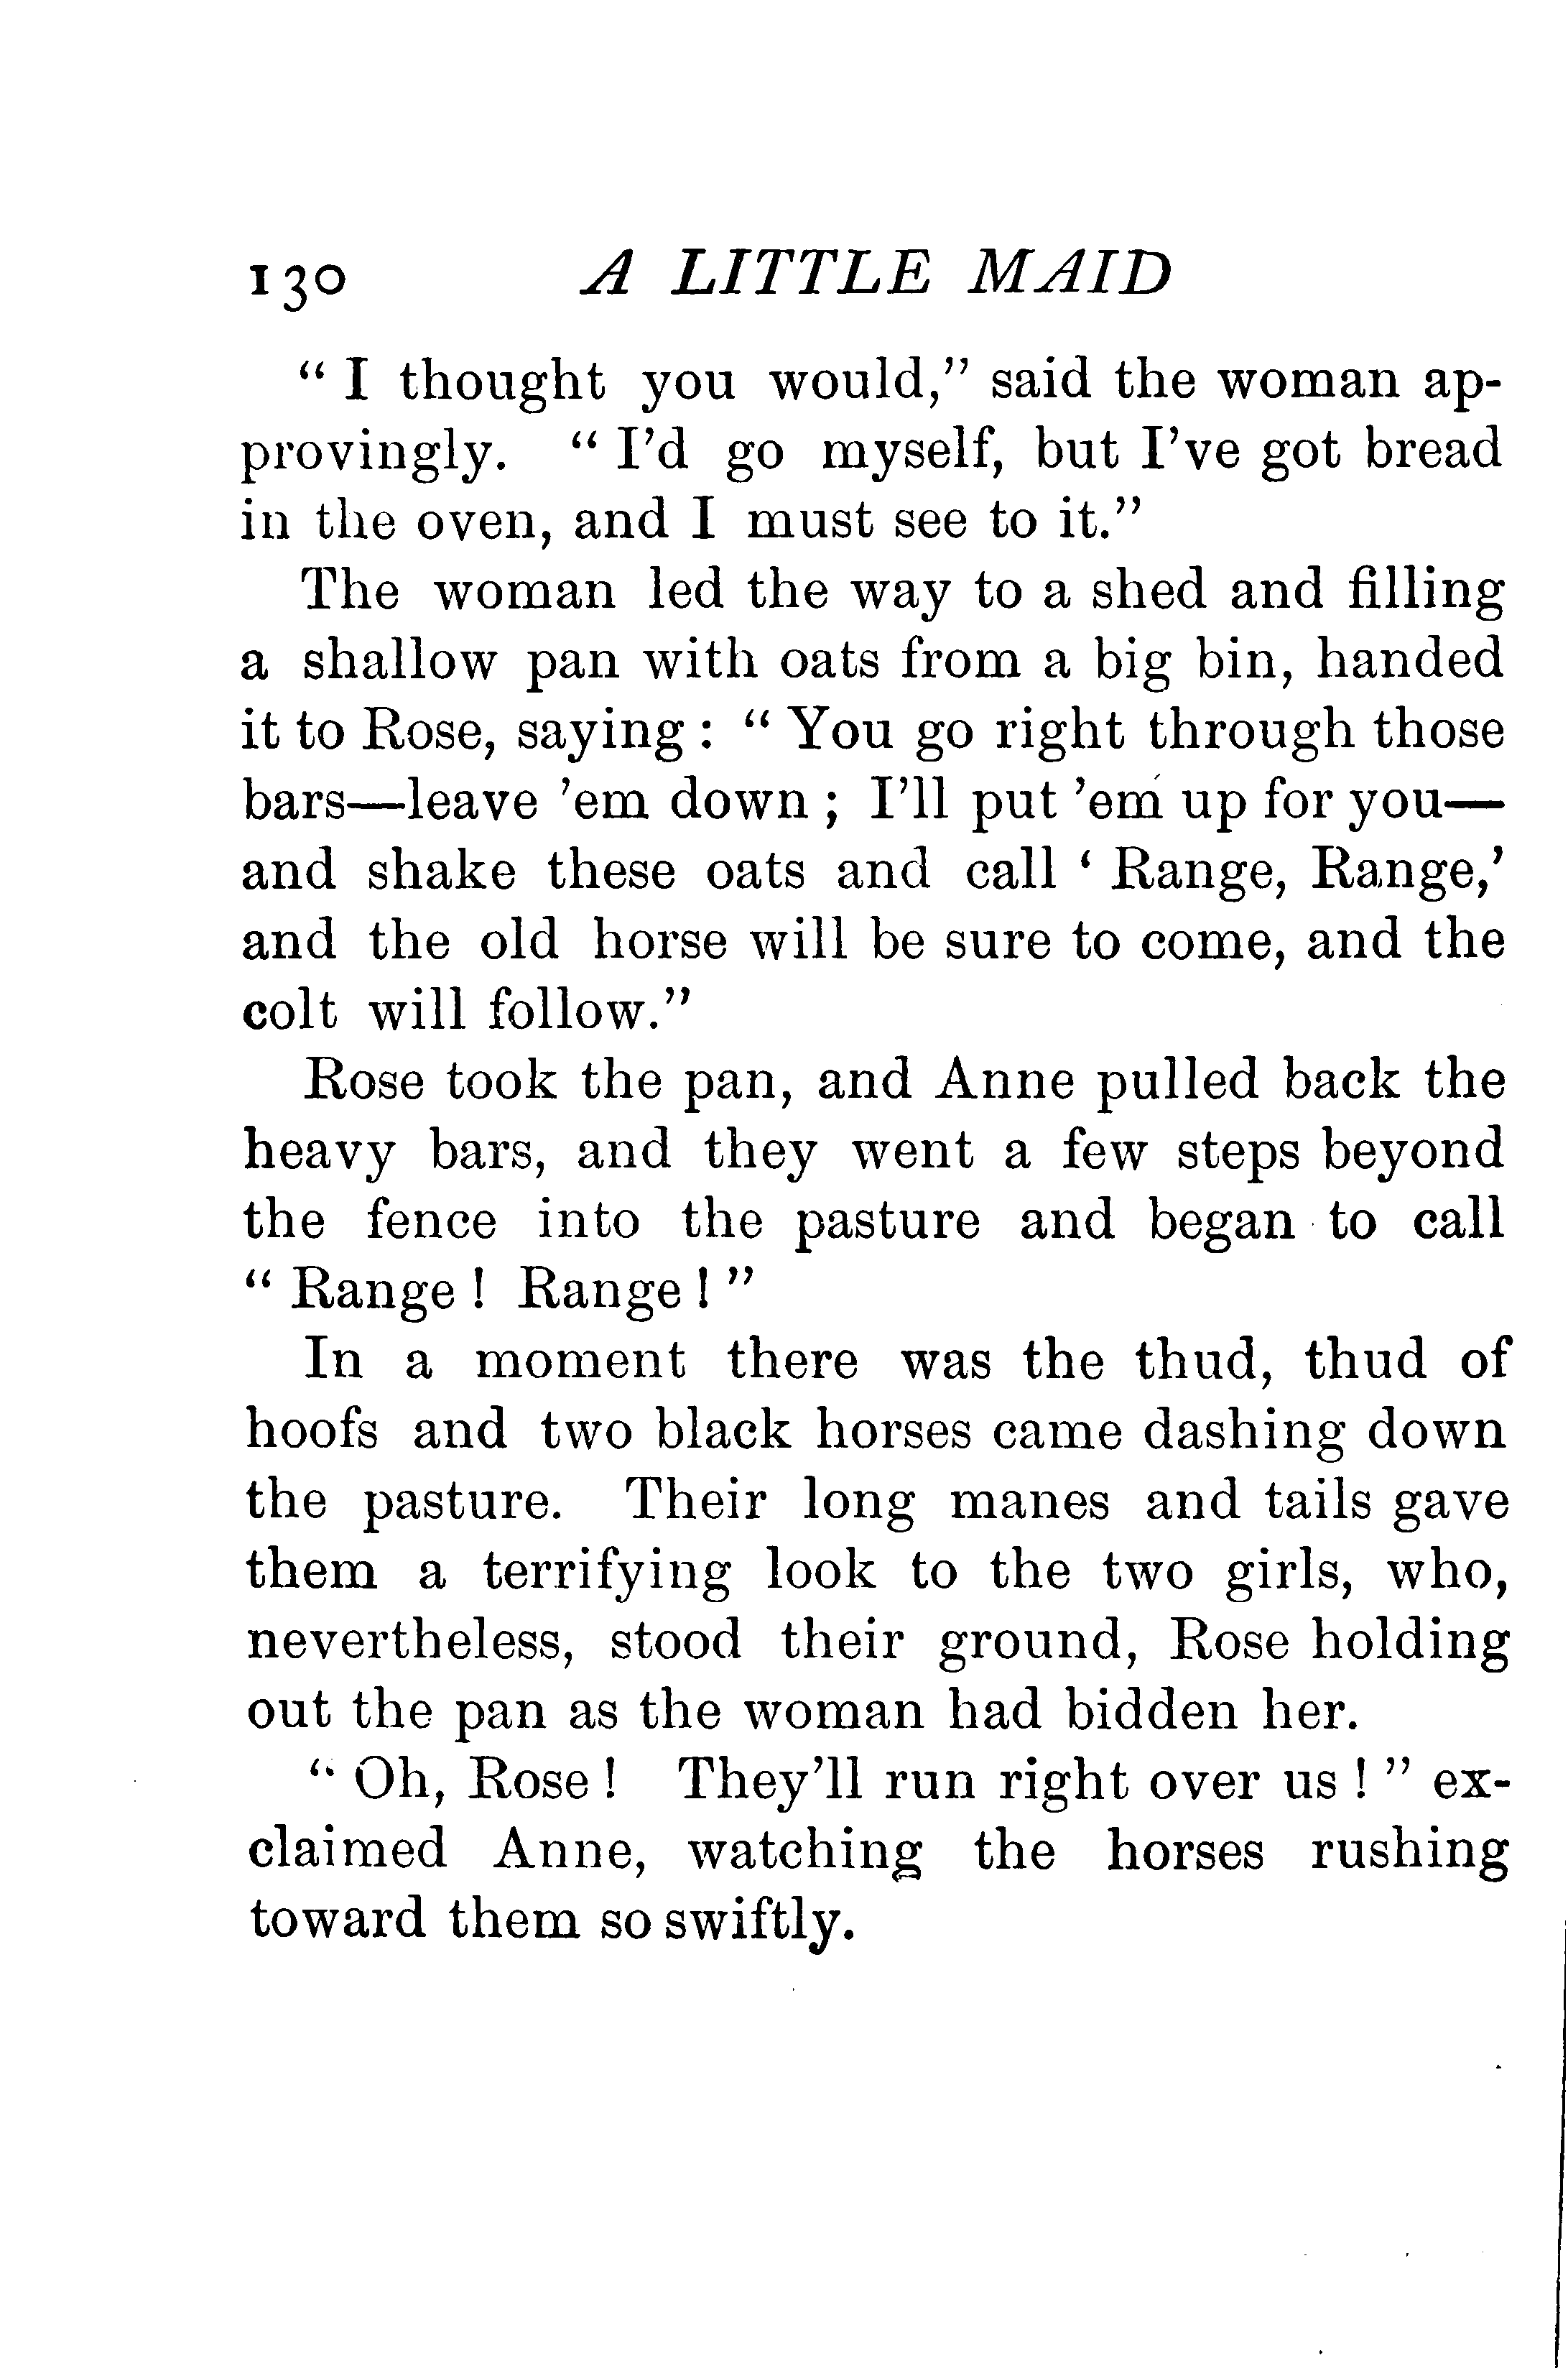 130 A LITTLE MAID
“ I thought you would,” said the woman ap-
provingly. “ I’d go myself, but I’ve got bread
in the oven, and I must see to it.”
The woman led the way to a shed and filling
a shallow pan with oats from a big bin, handed
it to Rose, saying : “ You go right through those
bars—leave ’em down ; I’ll put ’em up for you—
and shake these oats and call ‘ Range, Range,’
and the old horse will be sure to come, and the
colt will follow.”
Rose took the pan, and Anne pulled back the
heavy bars, and they went a few steps beyond
the fence into the pasture and began to call
“ Range ! Range ! ”
In a moment there was the thud, thud of
hoofs and two black horses came dashing down
the pasture. Their long manes and tails gave
them a terrifying look to the two girls, who,
nevertheless, stood their ground, Rose holding
out the pan as the woman had bidden her.
“ Oh, Rose ! They’ll run right over us ! ” ex-
claimed Anne, watching the horses rushing
toward them so swiftly.